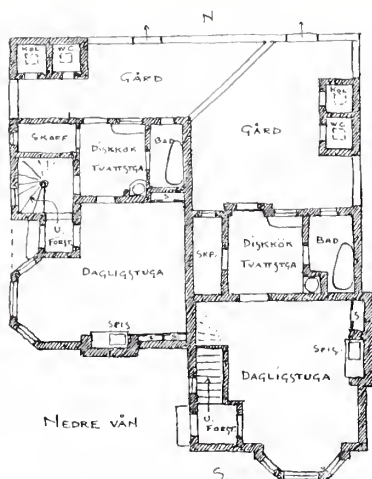 N
KOL
W.C.
GÅRD
KOL
W.C.
GÅRD
SKAFF
DISKKÖK
TVÄTTSTGA
BAD
S
U.
FÖRST.
DAGLIGSTUGA
SPIS
SKF.
DISKKÖK
TVÄTTSTGA
BAD
S
SPIS.
DAGLIGSTUGA
U.
FÖRST.
NEDRE VÅN
S